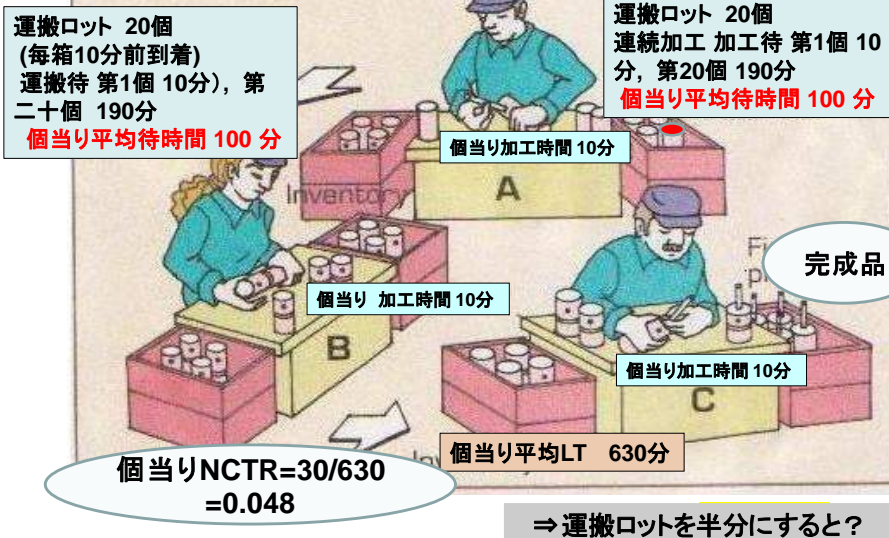 運搬ロット 20個
(毎箱10分前到着)
運搬待 第1個 10分), 第
二十個 190分
個当り平均待時間 100 分
運搬ロット 20個
連続加工 加工待 第1個 10
分, 第20個 190分
個当り平均待時間 100 分
個当り加工時間 10分
A
Inventory
完成品
個当り 加工時間 10分
B
個当り加工時間 10分
C
個当り平均LT 630分
個当りNCTR=30/630
=0.048
⇒運搬ロットを半分にすると?